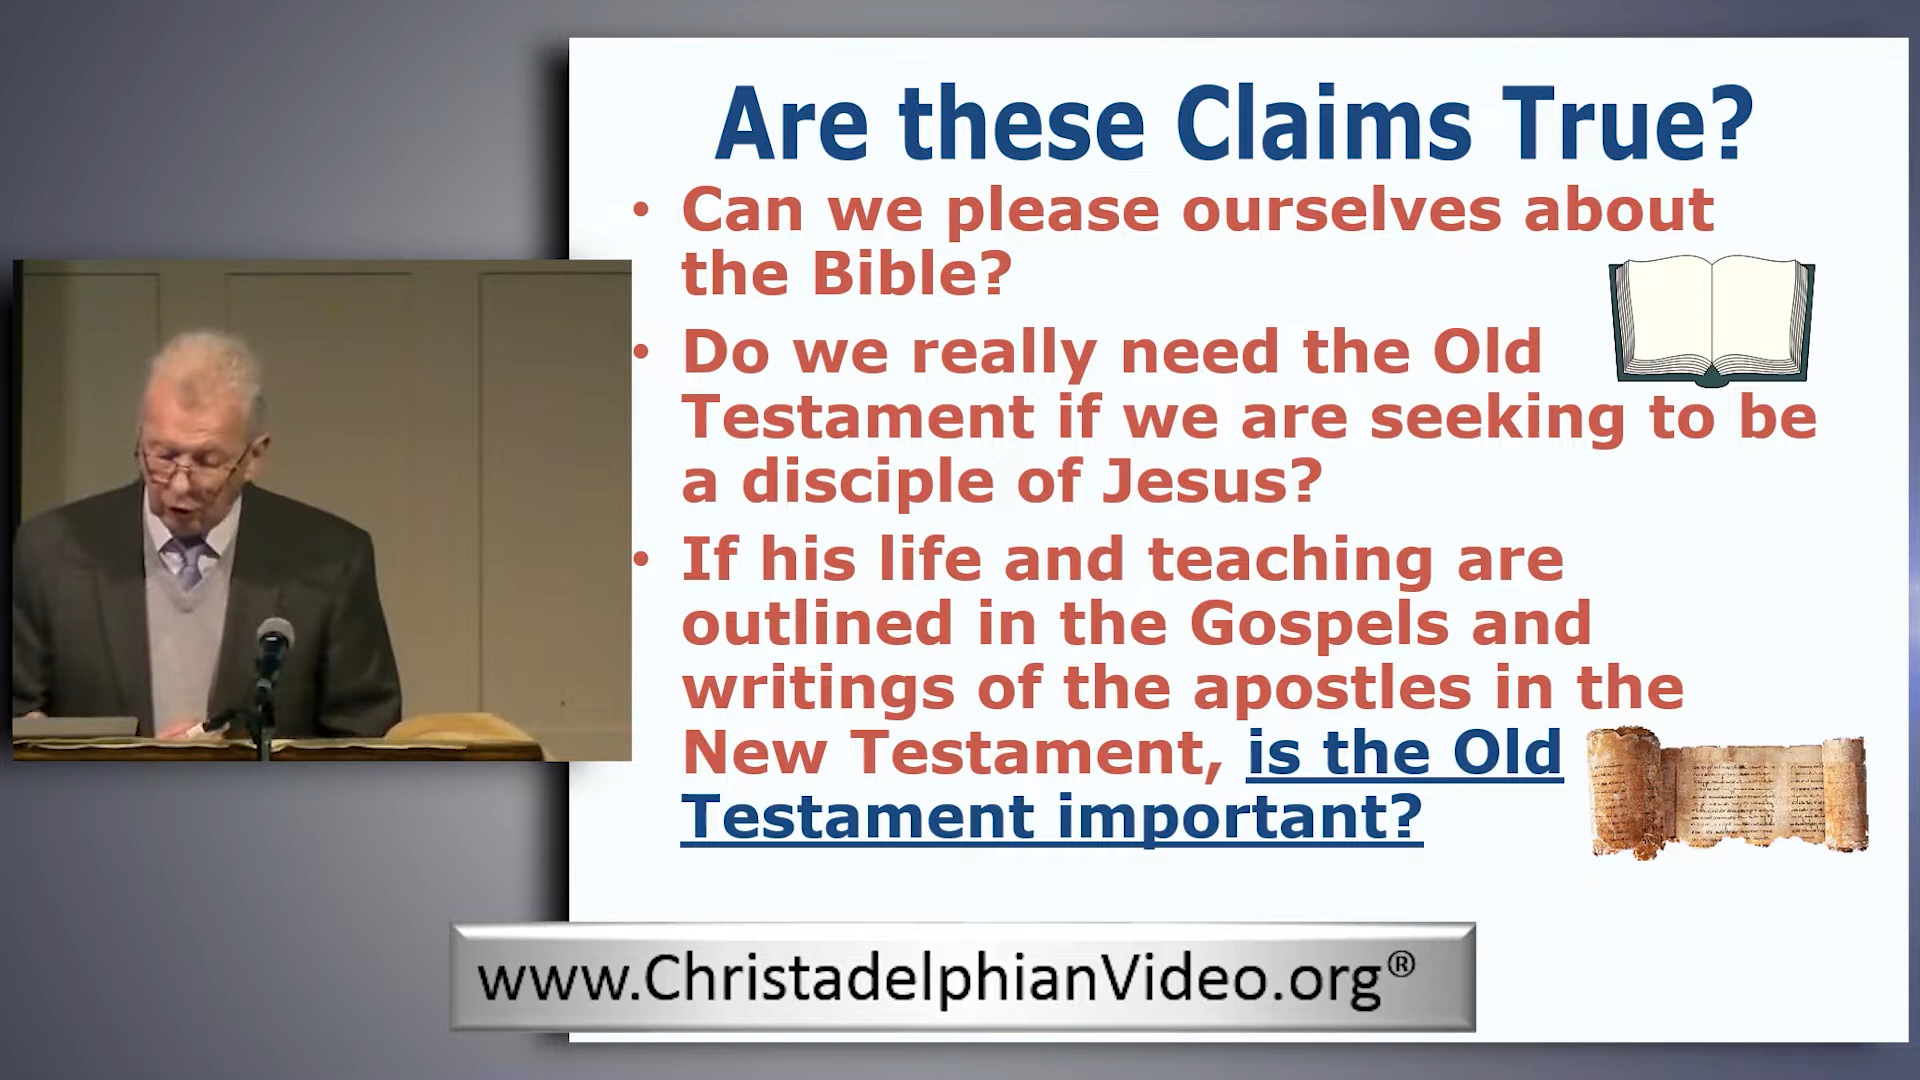 Are these Claims True?
• Can we please ourselves about
the Bible?
• Do we really need the Old
Testament if we are seeking to be
a disciple of Jesus?
• If his life and teaching are
outlined in the Gospels and
writings of the apostles in the
New Testament, is the Old
Testament important?
www.ChristadelphianVideo.org®